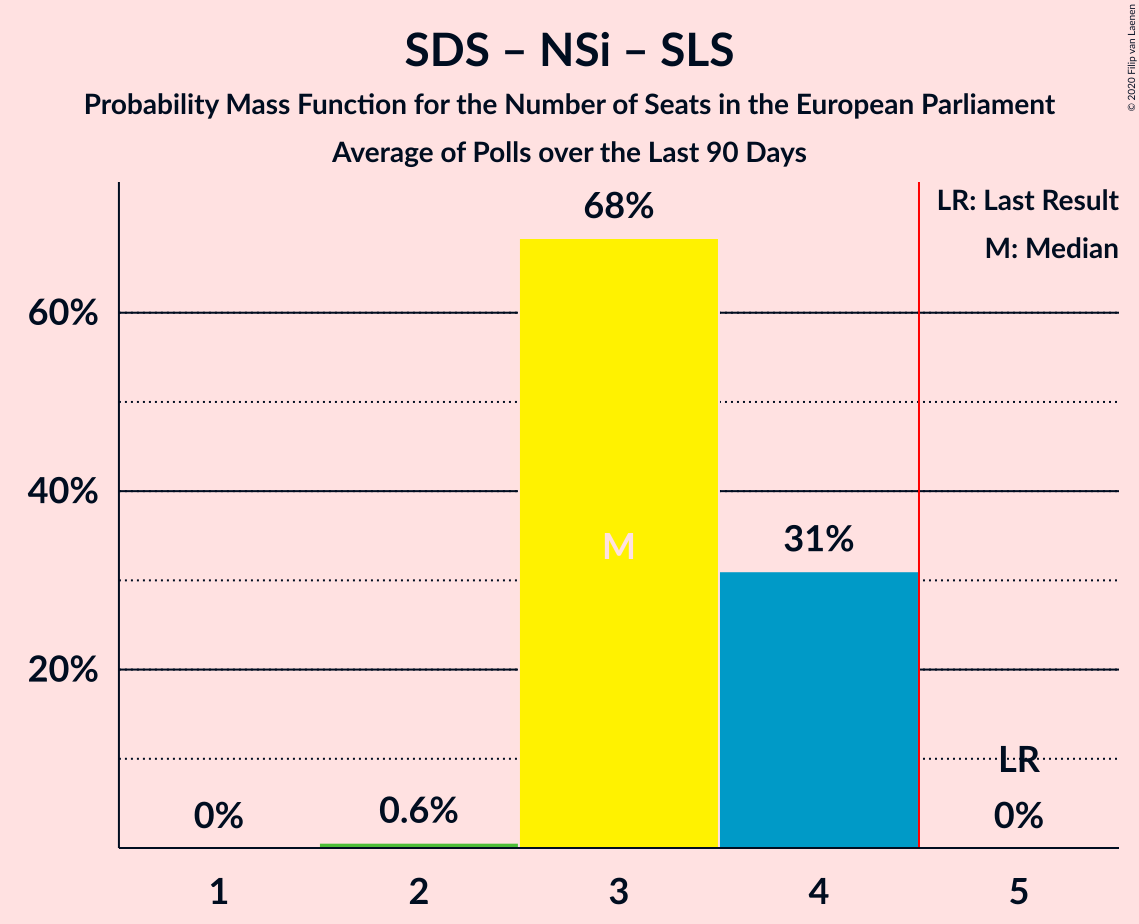 SDS – NSi – SLS
Probability Mass Function for the Number of Seats in the European Parliament
Average of Polls over the Last 90 Days
© 2020 Filip van Laenen
LR: Last Result
M: Median
68%
60%
40%
20%
M
31%
LR
0%
0.6%
0%
1
2
3
4
5